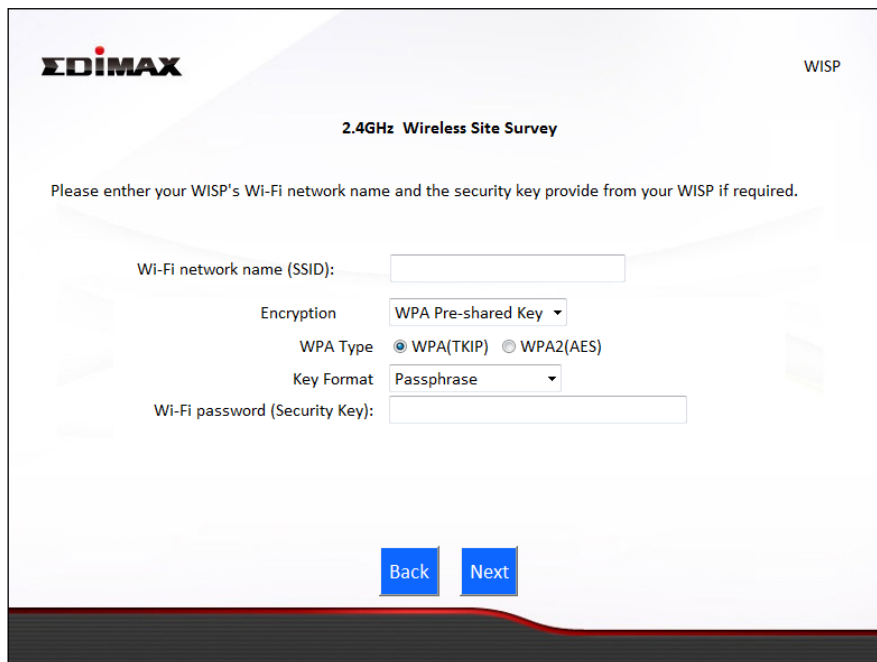 EDIMAX
WISP
2.4GHz Wireless Site Survey
Please enther your WISP's Wi-Fi network name and the security key provide from your WISP if required.
Wi-Fi network name (SSID):
Encryption WPA Pre-shared Key
WPA Type WPA(TKIP) WPA2(AES)
Key Format Passphrase
Wi-Fi password (Security Key):
Back Next